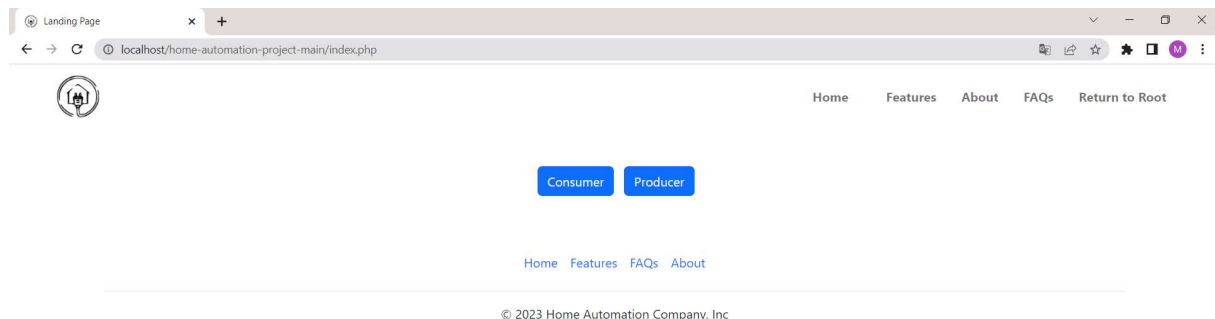 Landing Page
localhost/home-automation-project-main/index.php
M
Home Features About FAQs Return to Root
Consumer Producer
Home Features FAQs About
© 2023 Home Automation Company, Inc